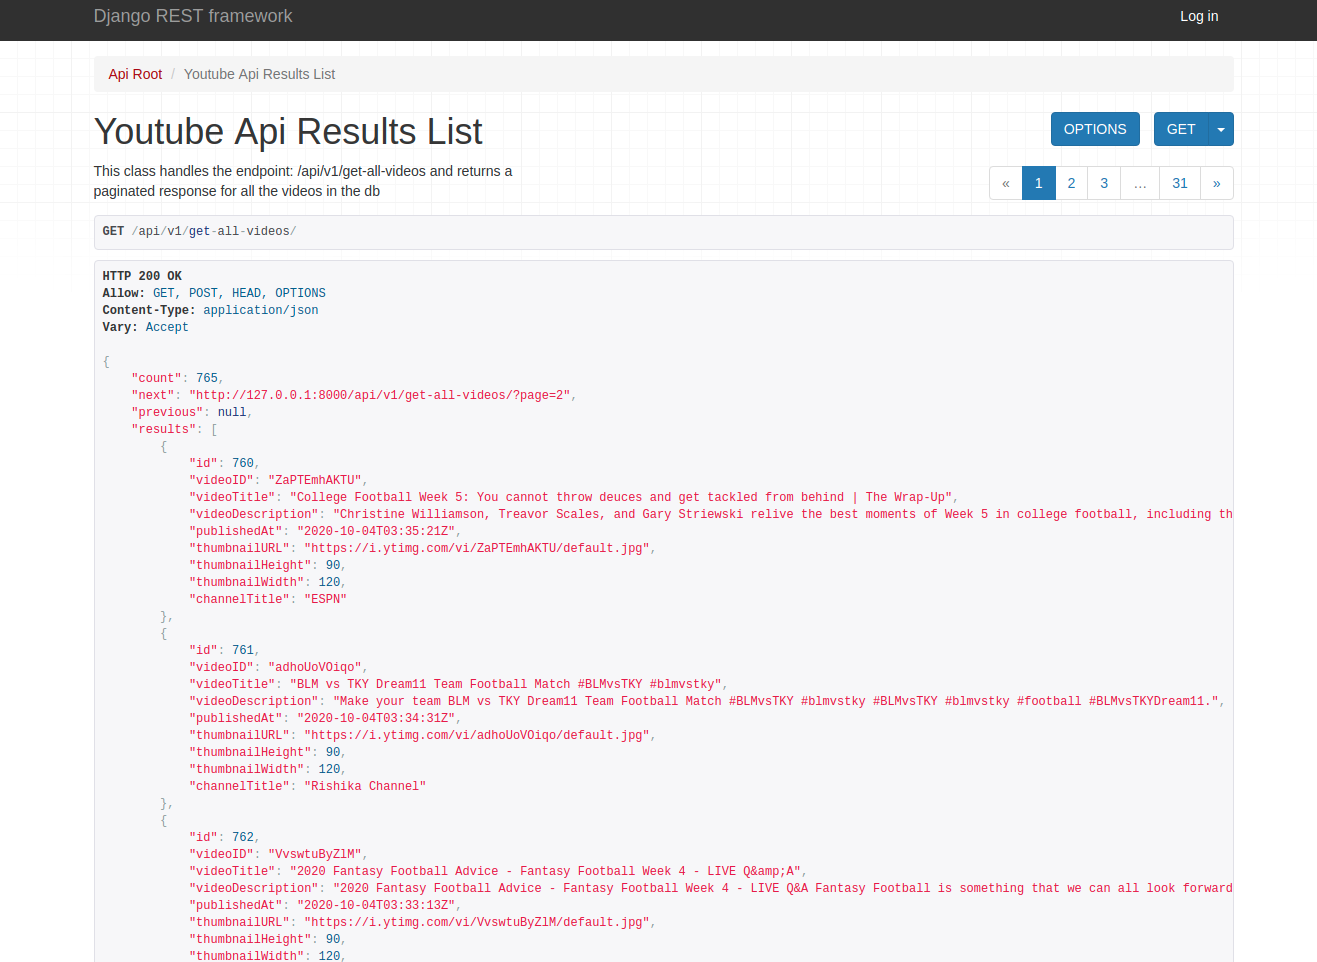 Django REST framework
Log in
Api Root / Youtube Api Results List
Youtube Api Results List
OPTIONS
GET
This class handles the endpoint: /api/v1/get-all-videos and returns a
paginated response for all the videos in the db
« 1 2 3 … 31 »
GET /api/v1/get-all-videos/
HTTP 200 OK
Allow: GET, POST, HEAD, OPTIONS
Content-Type: application/json
Vary: Accept
{
"count": 765,
"next": "http://127.0.0.1:8000/api/v1/get-all-videos/?page=2",
"previous": null,
"results": [
{
"id": 760,
"videoID": "ZaPTEmhAKTU",
"videoTitle": "College Football Week 5: You cannot throw deuces and get tackled from behind | The Wrap-Up",
"videoDescription": "Christine Williamson, Treavor Scales, and Gary Striewski relive the best moments of Week 5 in college football, including th
"publishedAt": "2020-10-04T03:35:21Z",
"thumbnailURL": "https://i.ytimg.com/vi/ZaPTEmhAKTU/default.jpg",
"thumbnailHeight": 90,
"thumbnailWidth": 120,
"channelTitle": "ESPN"
},
{
"id": 761,
"videoID": "adhoUoVOiqo",
"videoTitle": "BLM vs TKY Dream11 Team Football Match #BLMvsTKY #blmvstky",
"videoDescription": "Make your team BLM vs TKY Dream11 Team Football Match #BLMvsTKY #blmvstky #BLMvsTKY #blmvstky #football #BLMvsTKYDream11.",
"publishedAt": "2020-10-04T03:34:31Z",
"thumbnailURL": "https://i.ytimg.com/vi/adhoUoVOiqo/default.jpg",
"thumbnailHeight": 90,
"thumbnailWidth": 120,
"channelTitle": "Rishika Channel"
},
{
"id": 762,
"videoID": "VvswtuByZlM",
"videoTitle": "2020 Fantasy Football Advice - Fantasy Football Week 4 - LIVE Q&amp;A",
"videoDescription": "2020 Fantasy Football Advice - Fantasy Football Week 4 - LIVE Q&A Fantasy Football is something that we can all look forward
"publishedAt": "2020-10-04T03:33:13Z",
"thumbnailURL": "https://i.ytimg.com/vi/VvswtuByZlM/default.jpg",
"thumbnailHeight": 90,
"thumbnailWidth": 120,